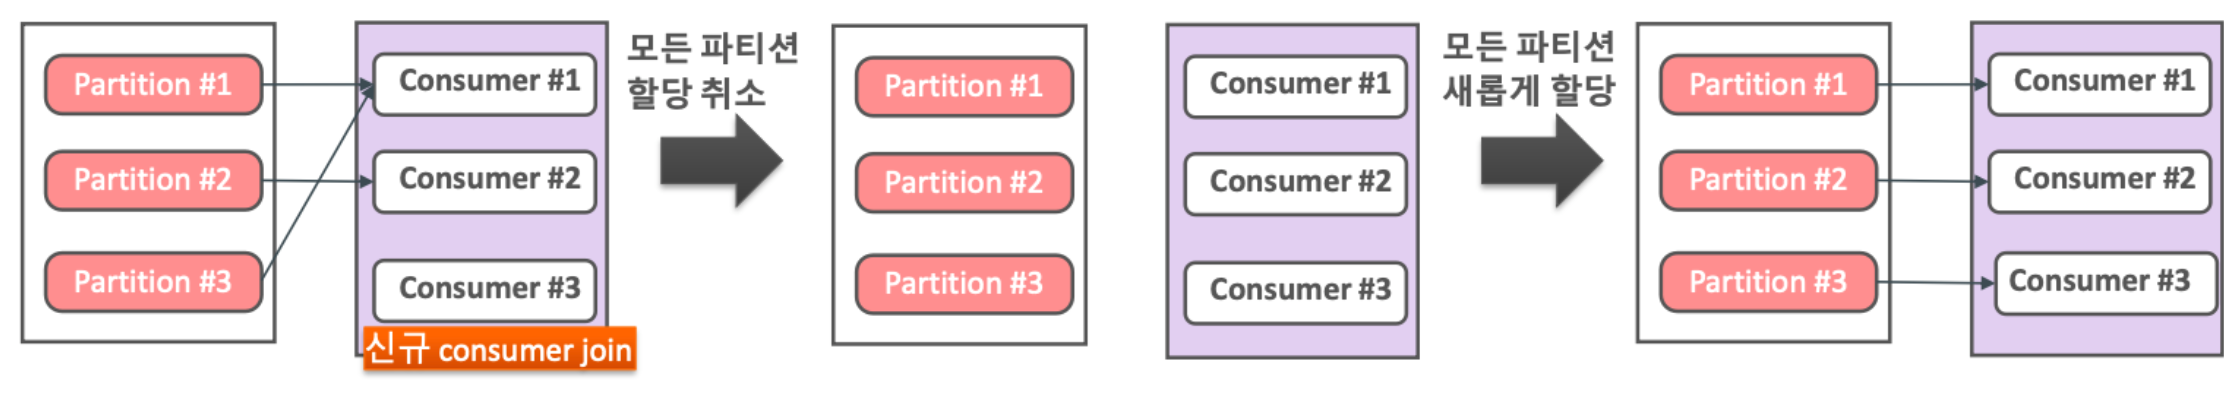 Partition #1
Partition #2
Partition #3
Consumer #1
Consumer #2
Consumer #3
신규 consumer join
모든 파티션
할당 취소
Partition #1
Partition #2
Partition #3
Consumer #1
Consumer #2
Consumer #3
모든 파티션
새롭게 할당
Partition #1
Partition #2
Partition #3
Consumer #1
Consumer #2
Consumer #3